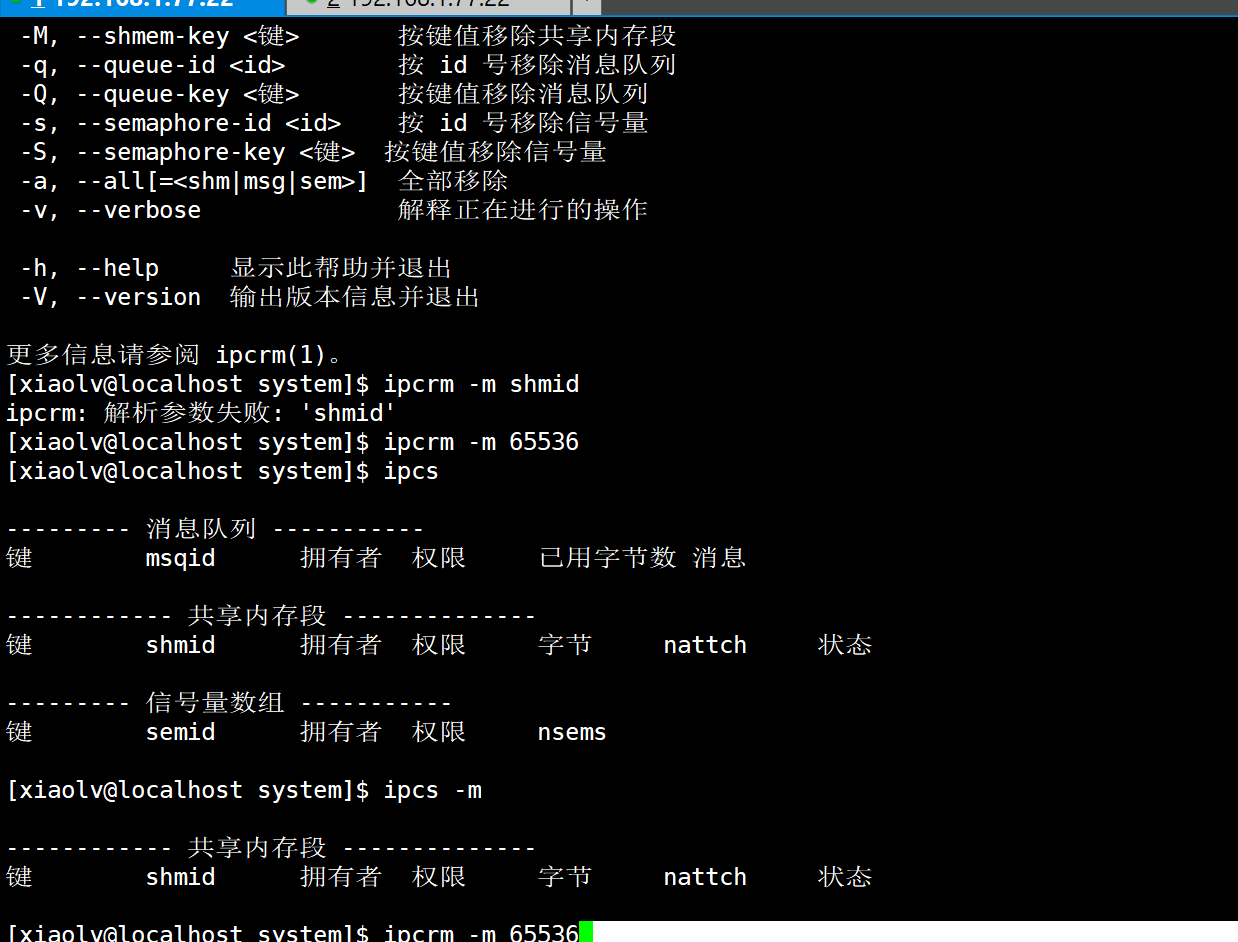 1 192.168.1.77.22
2 192.168.1.77.22
-M, --shmem-key <键> 按键值移除共享内存段
-q, --queue-id <id> 按 id 号移除消息队列
-Q, --queue-key <键> 按键值移除消息队列
-s, --semaphore-id <id> 按 id 号移除信号量
-S, --semaphore-key <键> 按键值移除信号量
-a, --all[=<shm|msg|sem>] 全部移除
-v, --verbose 解释正在进行的操作
-h, --help 显示此帮助并退出
-V, --version 输出版本信息并退出
更多信息请参阅 ipcrm(1)。
[xiaolv@localhost system]$ ipcrm -m shmid
ipcrm: 解析参数失败: 'shmid'
[xiaolv@localhost system]$ ipcrm -m 65536
[xiaolv@localhost system]$ ipcs
--------- 消息队列 -----------
键 msqid 拥有者 权限 已用字节数 消息
------------ 共享内存段 --------------
键 shmid 拥有者 权限 字节 nattch 状态
--------- 信号量数组 -----------
键 semid 拥有者 权限 nsems
[xiaolv@localhost system]$ ipcs -m
------------ 共享内存段 --------------
键 shmid 拥有者 权限 字节 nattch 状态
[xiaolv@localhost system]$ ipcrm -m 65536